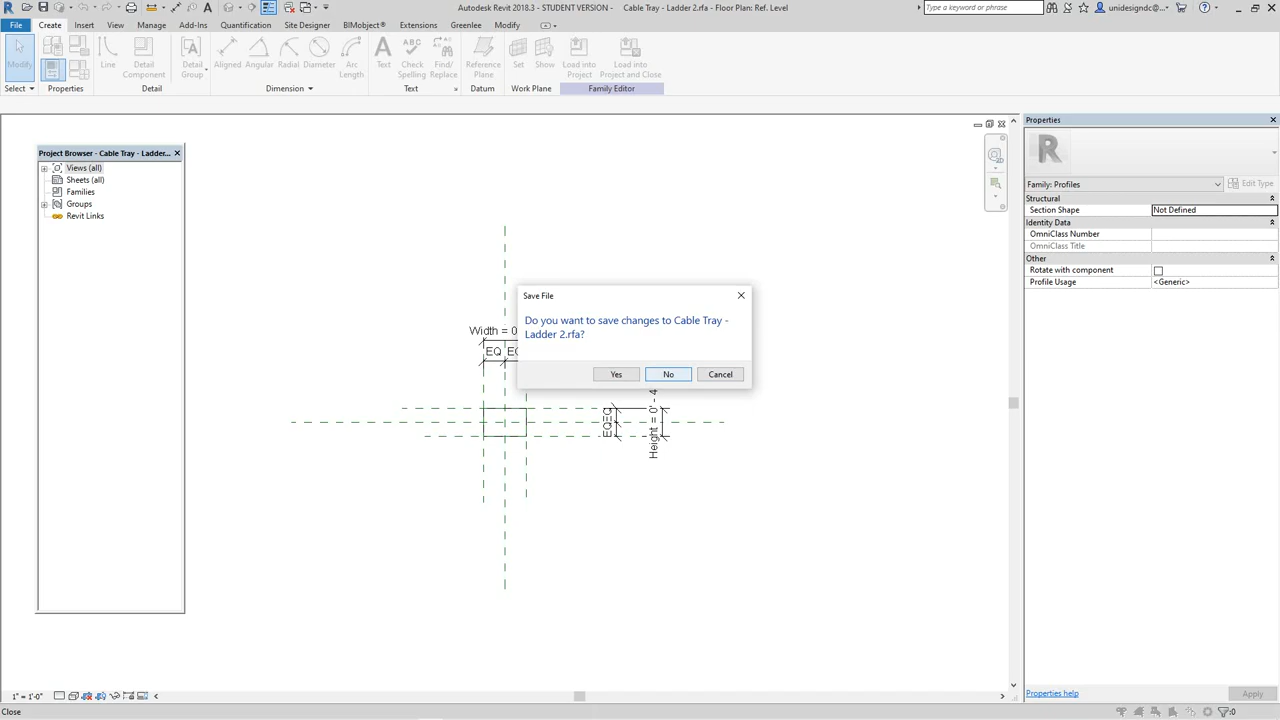 Autodesk Revit 2018.3 - STUDENT VERSION - Cable Tray - Ladder 2.rfa - Floor Plan: Ref. Level
Type a keyword or phrase
unidesigndc...
File Create Insert View Manage Add-Ins Quantification Site Designer BIMobject® Extensions Greenlee Modify
Modify
Line
Detail Component
Detail Group
Aligned
Angular
Radial
Diameter
Arc Length
Text
Check Spelling
Find/ Replace
Reference Plane
Set
Show
Load into Project
Load into Project and Close
Select Properties Detail Dimension Text Datum Work Plane Family Editor
Project Browser - Cable Tray - Ladder...
Views (all)
Sheets (all)
Families
Groups
Revit Links
Width = 0
EQ
EQEQ
Height = 0' - 4
Save File
Do you want to save changes to Cable Tray -
Ladder 2.rfa?
Yes No Cancel
Properties
R
Family: Profiles
Edit Type
Structural
Section Shape Not Defined
Identity Data
OmniClass Number
OmniClass Title
Other
Rotate with component
Profile Usage <Generic>
Properties help
Apply
1" = 1'-0"
Close
:0